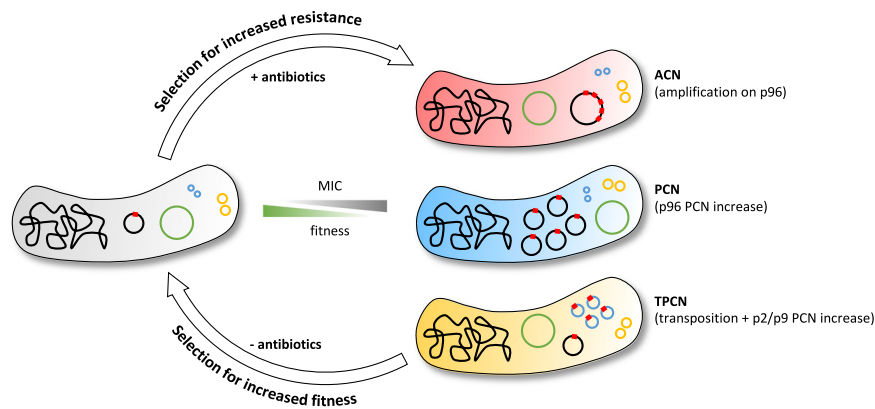 Selection for increased resistance
+ antibiotics
ACN
(amplification on p96)
MIC
fitness
PCN
(p96 PCN increase)
TPCN
(transposition + p2/p9 PCN increase)
- antibiotics
Selection for increased fitness